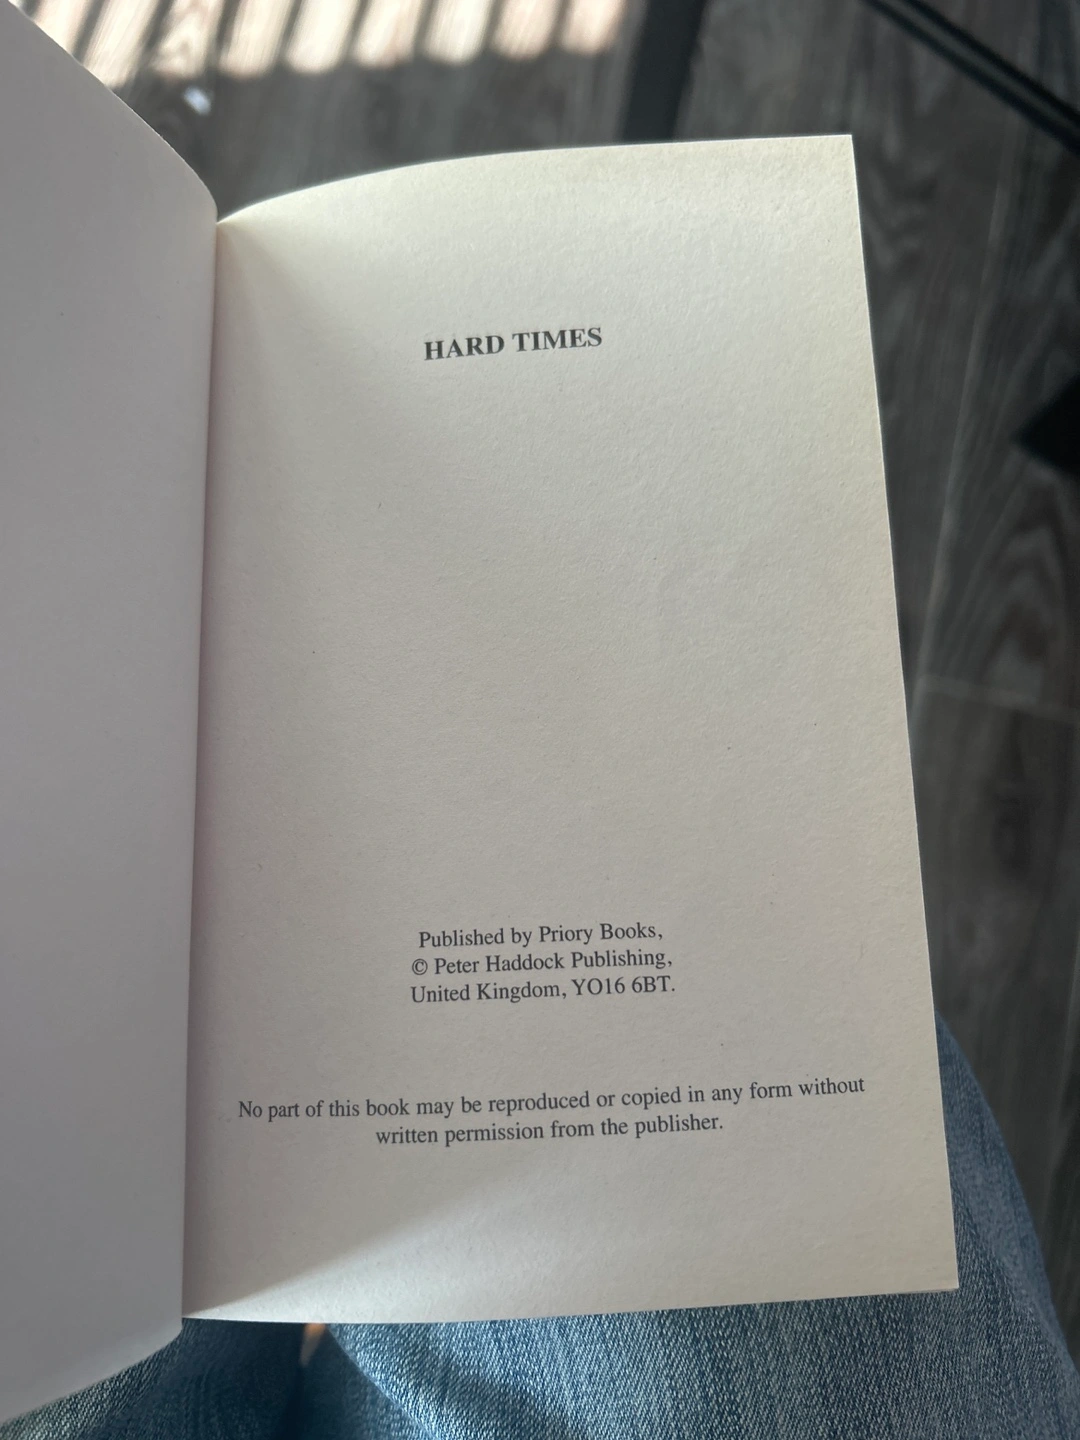 HARD TIMES
Published by Priory Books,
© Peter Haddock Publishing,
United Kingdom, YO16 6BT.
No part of this book may be reproduced or copied in any form without
written permission from the publisher.